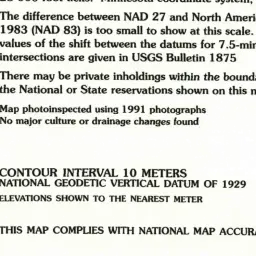 The difference between NAD 27 and North Ameri
1983 (NAD 83) is too small to show at this scale.
values of the shift between the datums for 7.5-min
intersections are given in USGS Bulletin 1875
There may be private inholdings within the bounda
the National or State reservations shown on this m
Map photoinspected using 1991 photographs
No major culture or drainage changes found
CONTOUR INTERVAL 10 METERS
NATIONAL GEODETIC VERTICAL DATUM OF 1929
ELEVATIONS SHOWN TO THE NEAREST METER
THIS MAP COMPLIES WITH NATIONAL MAP ACCURA